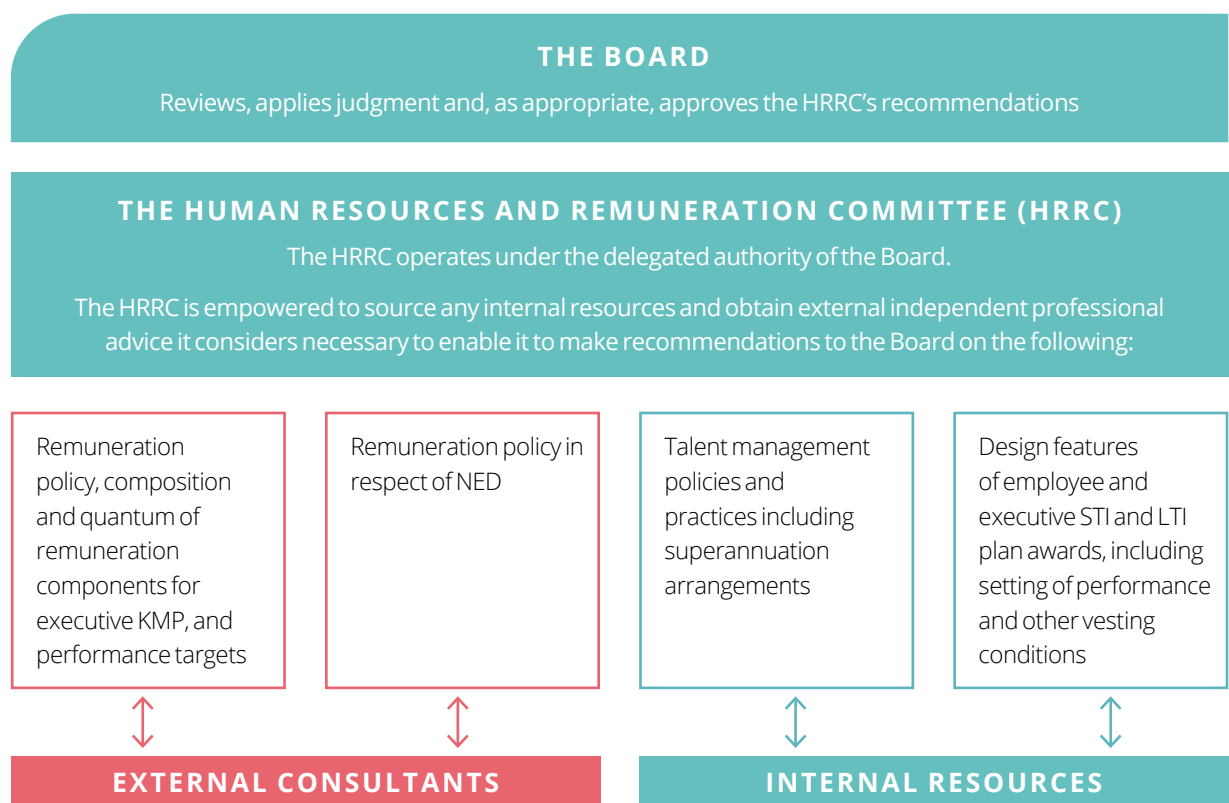 THE BOARD
Reviews, applies judgment and, as appropriate, approves the HRRC's recommendations
THE HUMAN RESOURCES AND REMUNERATION COMMITTEE (HRRC)
The HRRC operates under the delegated authority of the Board.
The HRRC is empowered to source any internal resources and obtain external independent professional
advice it considers necessary to enable it to make recommendations to the Board on the following:
Remuneration
policy, composition
and quantum of
remuneration
components for
executive KMP, and
performance targets
Remuneration policy in
respect of NED
Talent management
policies and
practices including
superannuation
arrangements
Design features
of employee and
executive STI and LTI
plan awards, including
setting of performance
and other vesting
conditions
EXTERNAL CONSULTANTS
INTERNAL RESOURCES